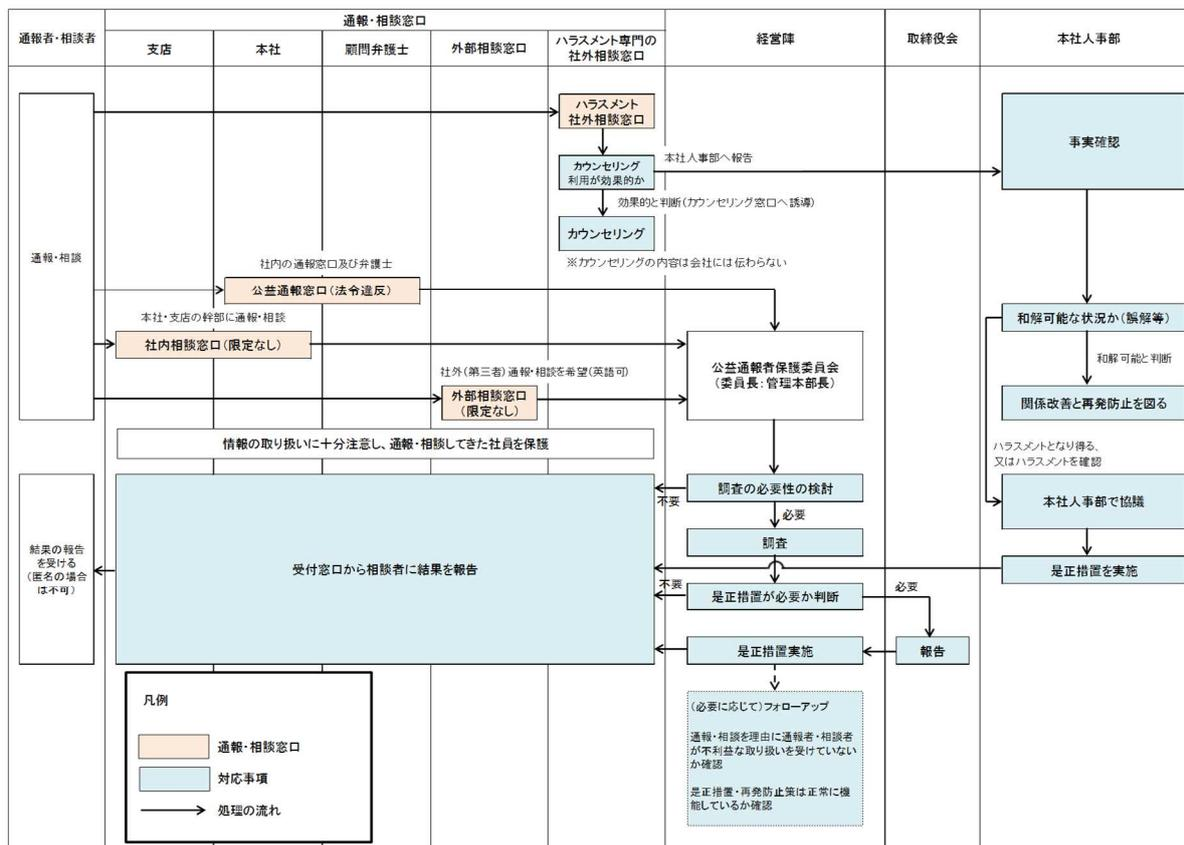 通報者・相談者
通報・相談窓口
支店
本社
顧問弁護士
外部相談窓口
ハラスメント専門の
社外相談窓口
経営陣
取締役会
本社人事部
通報・相談
ハラスメント
社外相談窓口
カウンセリング
利用が効果的か
本社人事部へ報告
事実確認
効果的と判断(カウンセリング窓口へ誘導)
カウンセリング
※カウンセリングの内容は会社には伝わらない
社内の通報窓口及び弁護士
公益通報窓口(法令違反)
本社・支店の幹部に通報・相談
社内相談窓口(限定なし)
社外(第三者)通報・相談を希望(英語可)
外部相談窓口
(限定なし)
公益通報者保護委員会
(委員長:管理本部長)
和解可能な状況か(誤解等)
和解可能と判断
関係改善と再発防止を図る
情報の取り扱いに十分注意し、通報・相談してきた社員を保護
ハラスメントとなり得る、
又はハラスメントを確認
本社人事部で協議
是正措置を実施
調査の必要性の検討
不要
必要
調査
結果の報告
を受ける
(匿名の場合
は不可)
受付窓口から相談者に結果を報告
不要
是正措置が必要か判断
必要
是正措置実施
報告
(必要に応じて)フォローアップ
通報・相談を理由に通報者・相談者
が不利益な取り扱いを受けていない
か確認
是正措置・再発防止策は正常に機
能しているか確認
凡例
通報・相談窓口
対応事項
処理の流れ